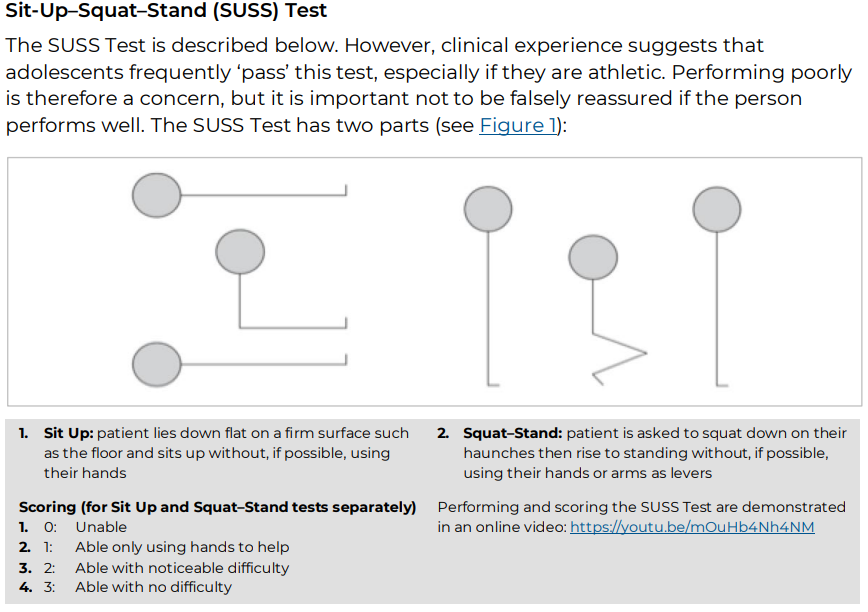 Sit-Up–Squat–Stand (SUSS) Test
The SUSS Test is described below. However, clinical experience suggests that
adolescents frequently ‘pass’ this test, especially if they are athletic. Performing poorly
is therefore a concern, but it is important not to be falsely reassured if the person
performs well. The SUSS Test has two parts (see Figure 1):
1. Sit Up: patient lies down flat on a firm surface such
as the floor and sits up without, if possible, using
their hands
Scoring (for Sit Up and Squat–Stand tests separately)
1. 0: Unable
2. 1: Able only using hands to help
3. 2: Able with noticeable difficulty
4. 3: Able with no difficulty
2. Squat–Stand: patient is asked to squat down on their
haunches then rise to standing without, if possible,
using their hands or arms as levers
Performing and scoring the SUSS Test are demonstrated
in an online video: https://youtu.be/mOuHb4Nh4NM